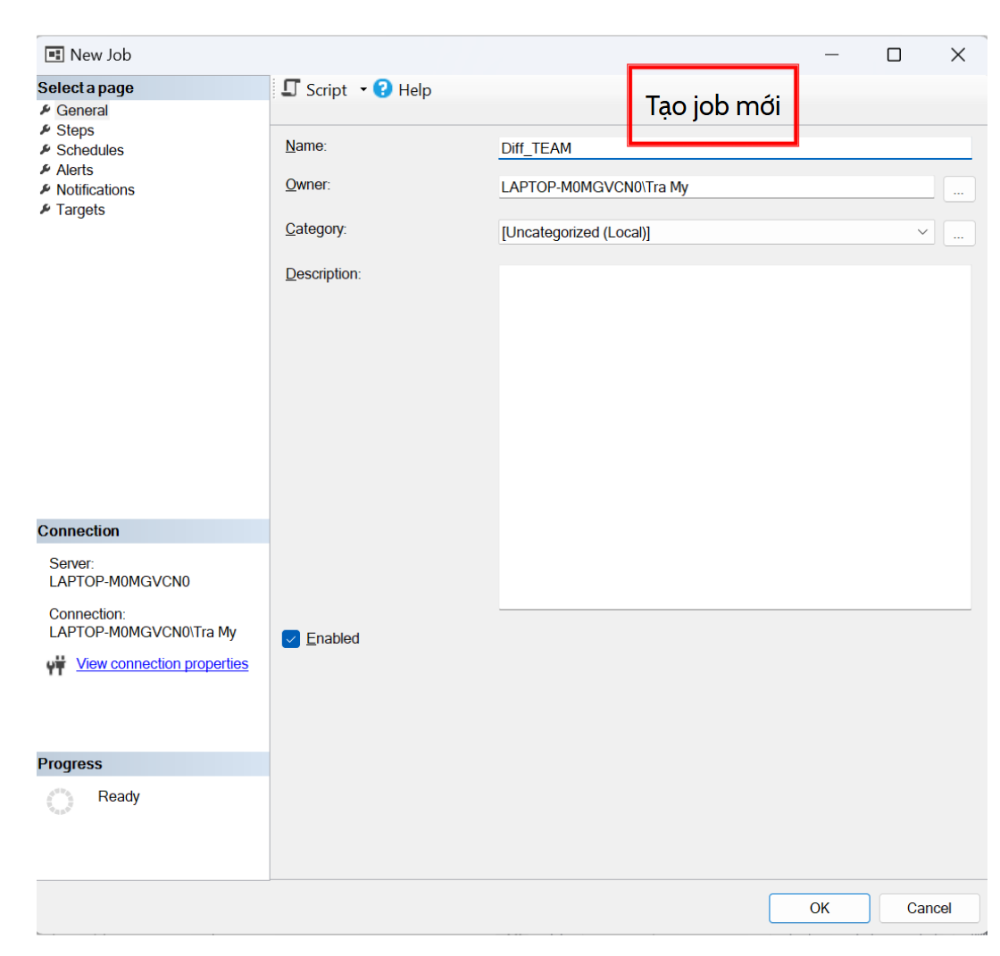 New Job
Select a page
General
Steps
Schedules
Alerts
Notifications
Targets
Script
Help
Tạo job mới
Name:
Diff_TEAM
Owner:
LAPTOP-M0MGVCN0\Tra My
...
Category:
[Uncategorized (Local)]
...
Description:
Enabled
Connection
Server:
LAPTOP-M0MGVCN0
Connection:
LAPTOP-M0MGVCN0\Tra My
View connection properties
Progress
Ready
OK
Cancel